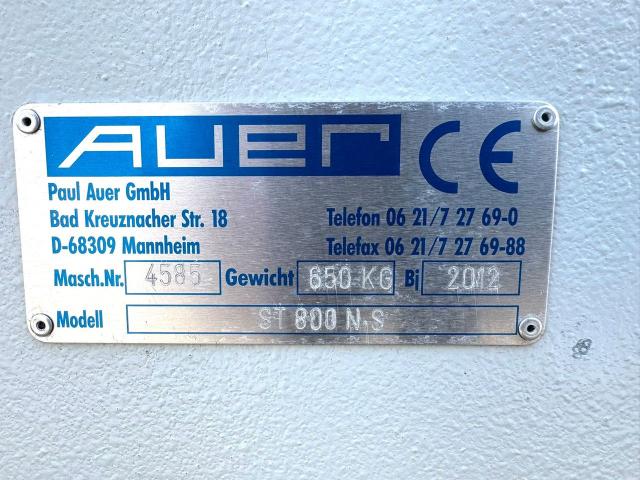 AUER CE
Paul Auer GmbH
Bad Kreuznacher Str. 18 Telefon 06 21/7 27 69-0
D-68309 Mannheim Telefax 06 21/7 27 69-88
Masch.Nr. 4585 Gewicht 650 KG Bj 2012
Modell ST 800 N,S